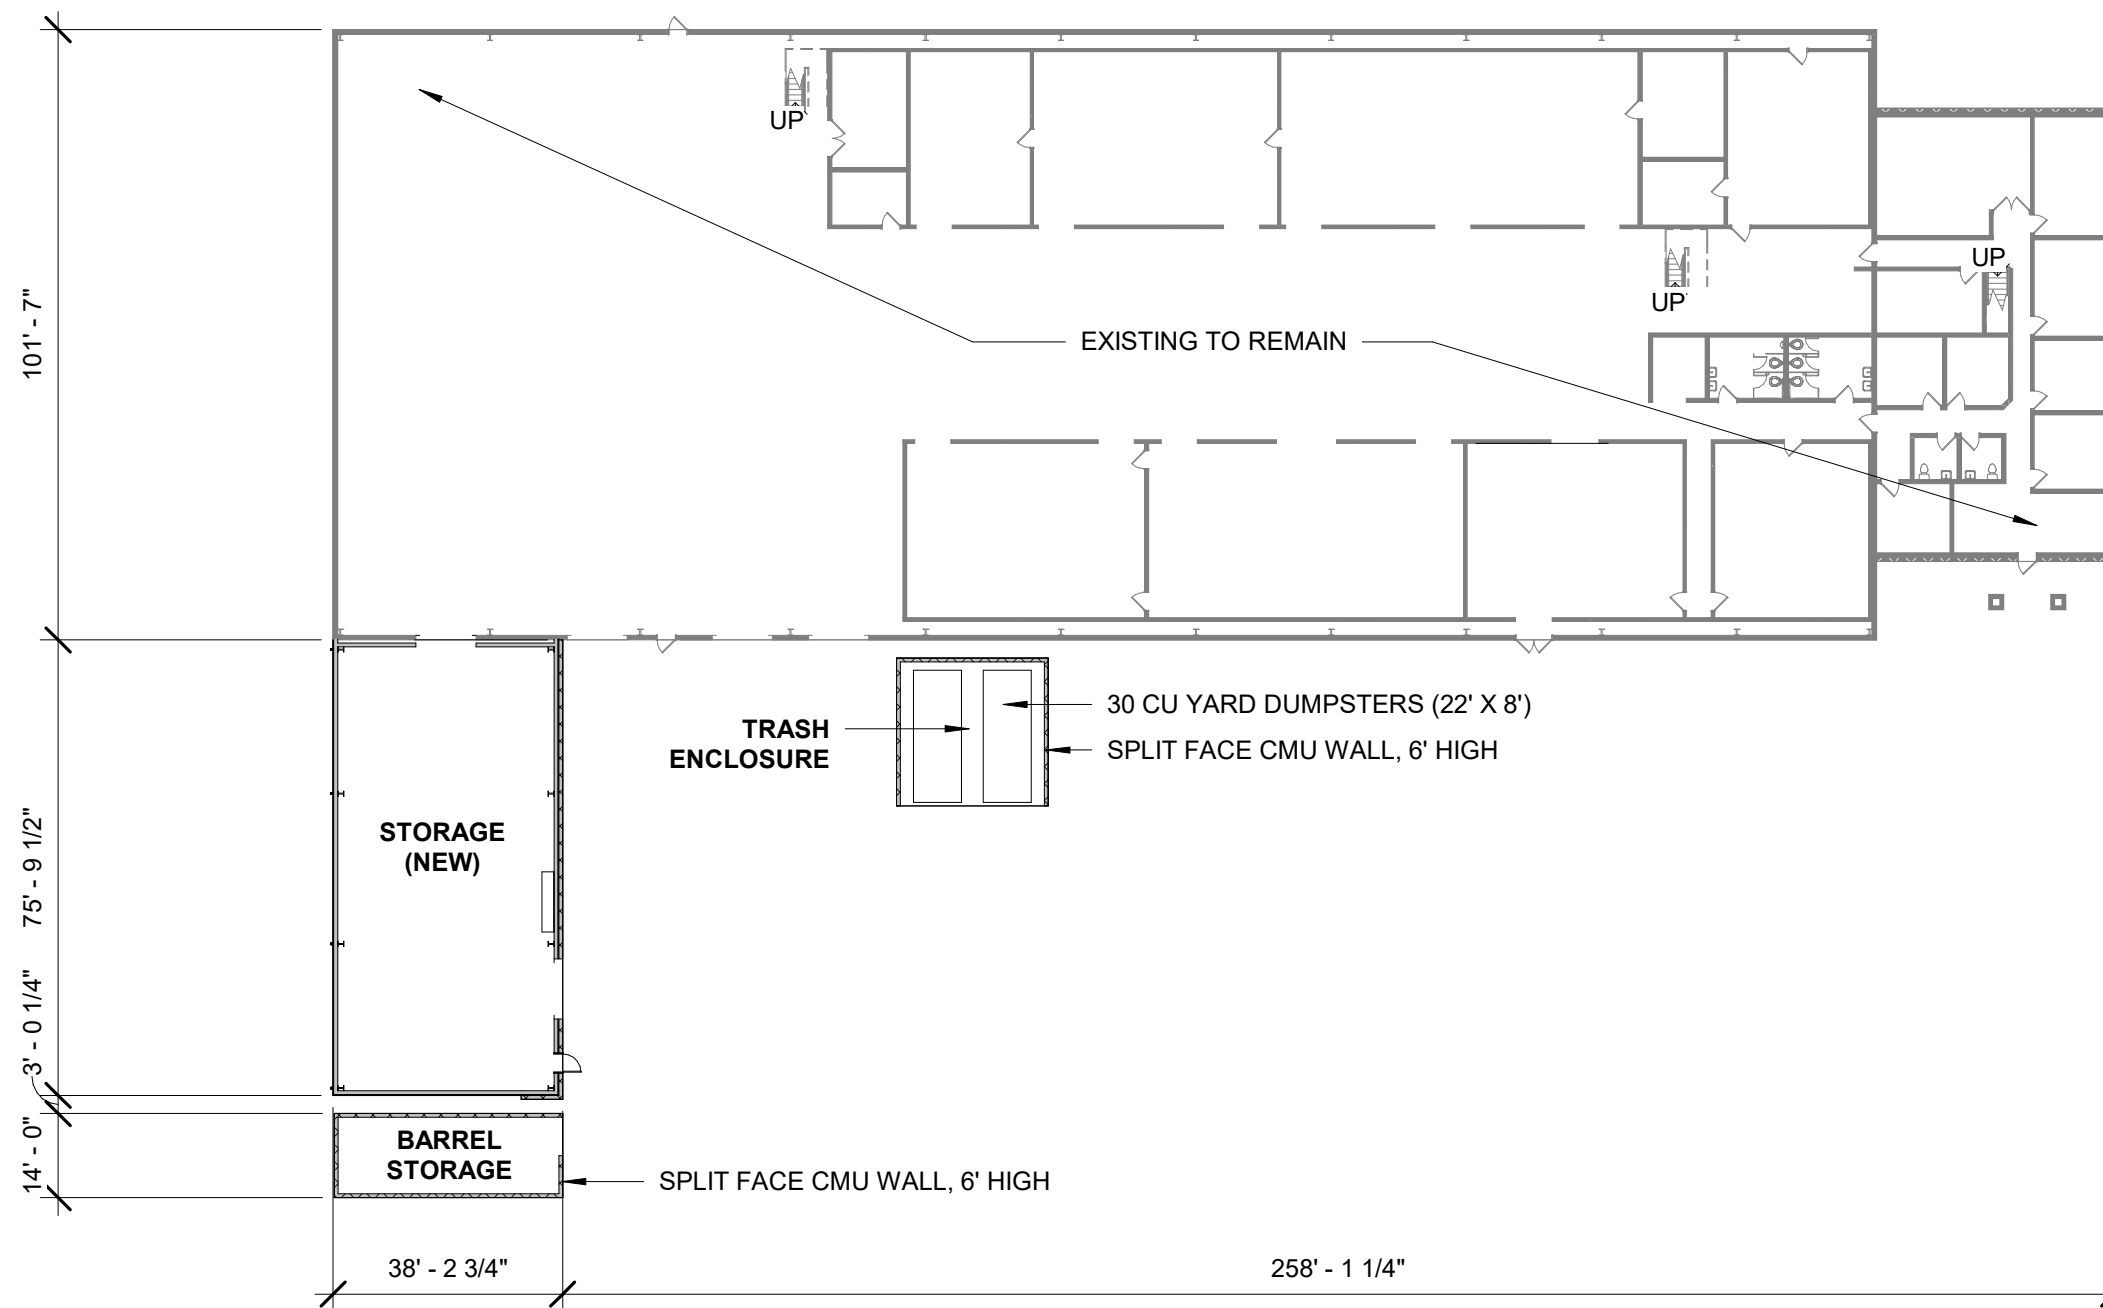 UP
UP
UP
101' - 7"
EXISTING TO REMAIN
30 CU YARD DUMPSTERS (22' X 8')
TRASH
ENCLOSURE
SPLIT FACE CMU WALL, 6' HIGH
75' - 9 1/2"
STORAGE
(NEW)
3' - 0 1/4"
14' - 0"
BARREL
STORAGE
SPLIT FACE CMU WALL, 6' HIGH
38' - 2 3/4"
258' - 1 1/4"